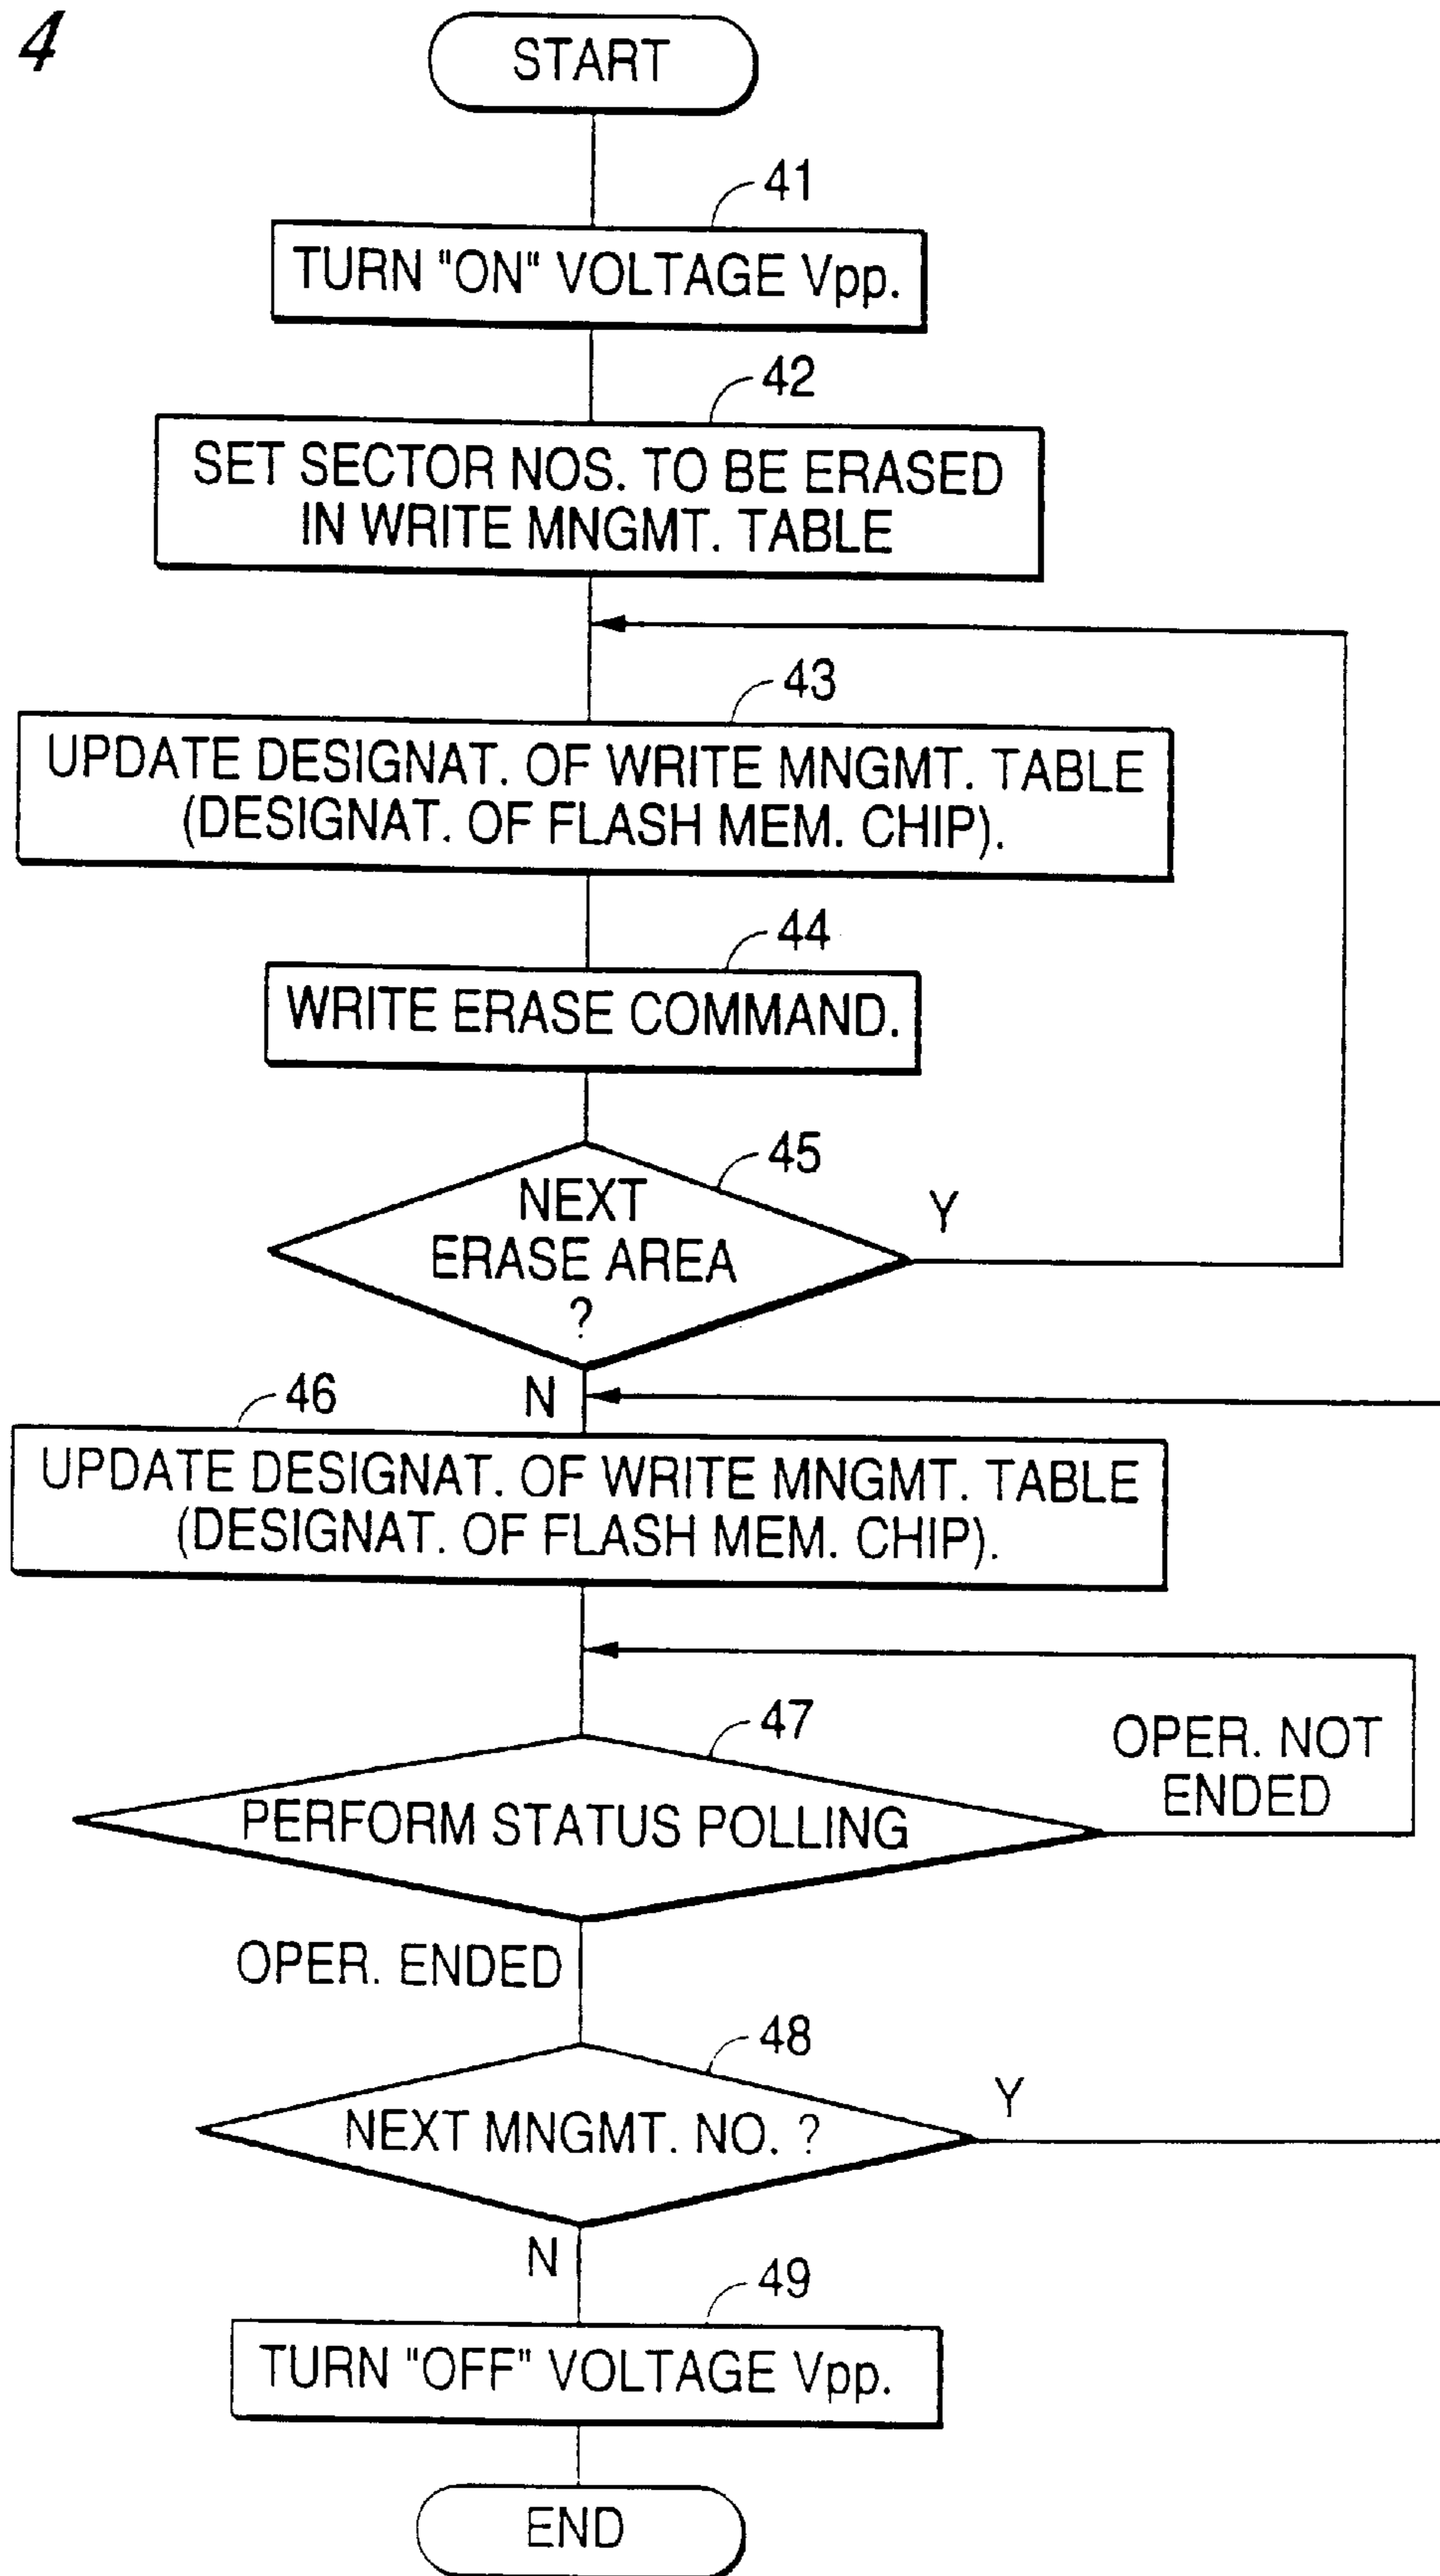 4
START
41
TURN "ON" VOLTAGE Vpp.
42
SET SECTOR NOS. TO BE ERASED
IN WRITE MNGMT. TABLE
43
UPDATE DESIGNAT. OF WRITE MNGMT. TABLE
(DESIGNAT. OF FLASH MEM. CHIP).
44
WRITE ERASE COMMAND.
45
NEXT
ERASE AREA
?
Y
N
46
UPDATE DESIGNAT. OF WRITE MNGMT. TABLE
(DESIGNAT. OF FLASH MEM. CHIP).
47
PERFORM STATUS POLLING
OPER. NOT
ENDED
OPER. ENDED
48
NEXT MNGMT. NO. ?
Y
N
49
TURN "OFF" VOLTAGE Vpp.
END